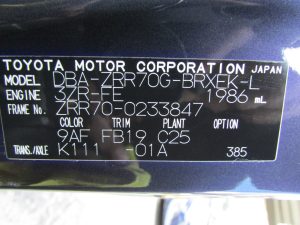 TOYOTA MOTOR CORPORATION JAPAN
MODEL DBA-ZRR70G-BRXEK-L
ENGINE 3ZR-FE 1986 mL
FRAME No. ZRR70-0233847
COLOR TRIM PLANT OPTION
9AF FB19 C25
TRANS./AXLE K111 -01A 385